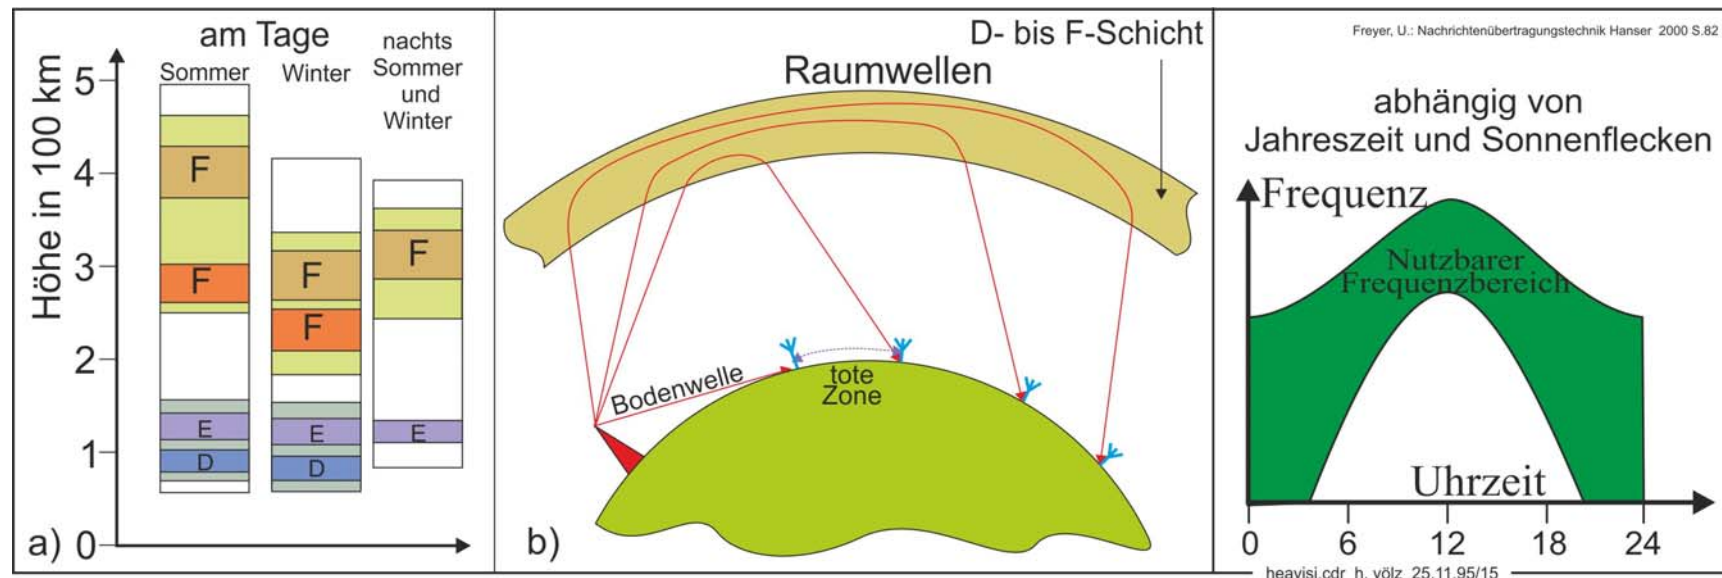 am Tage
Sommer
Winter
nachts
Sommer
und
Winter
Höhe in 100 km
5
4
3
2
1
0
F
F
E
D
F
F
E
D
F
E
a)
D- bis F-Schicht
Raumwellen
Bodenwelle
tote
Zone
b)
Freyer, U.: Nachrichtenübertragungstechnik Hanser 2000 S.82
abhängig von
Jahreszeit und Sonnenflecken
Frequenz
Nutzbarer
Frequenzbereich
Uhrzeit
0 6 12 18 24
heavisi.cdr h. völz 25.11.95/15